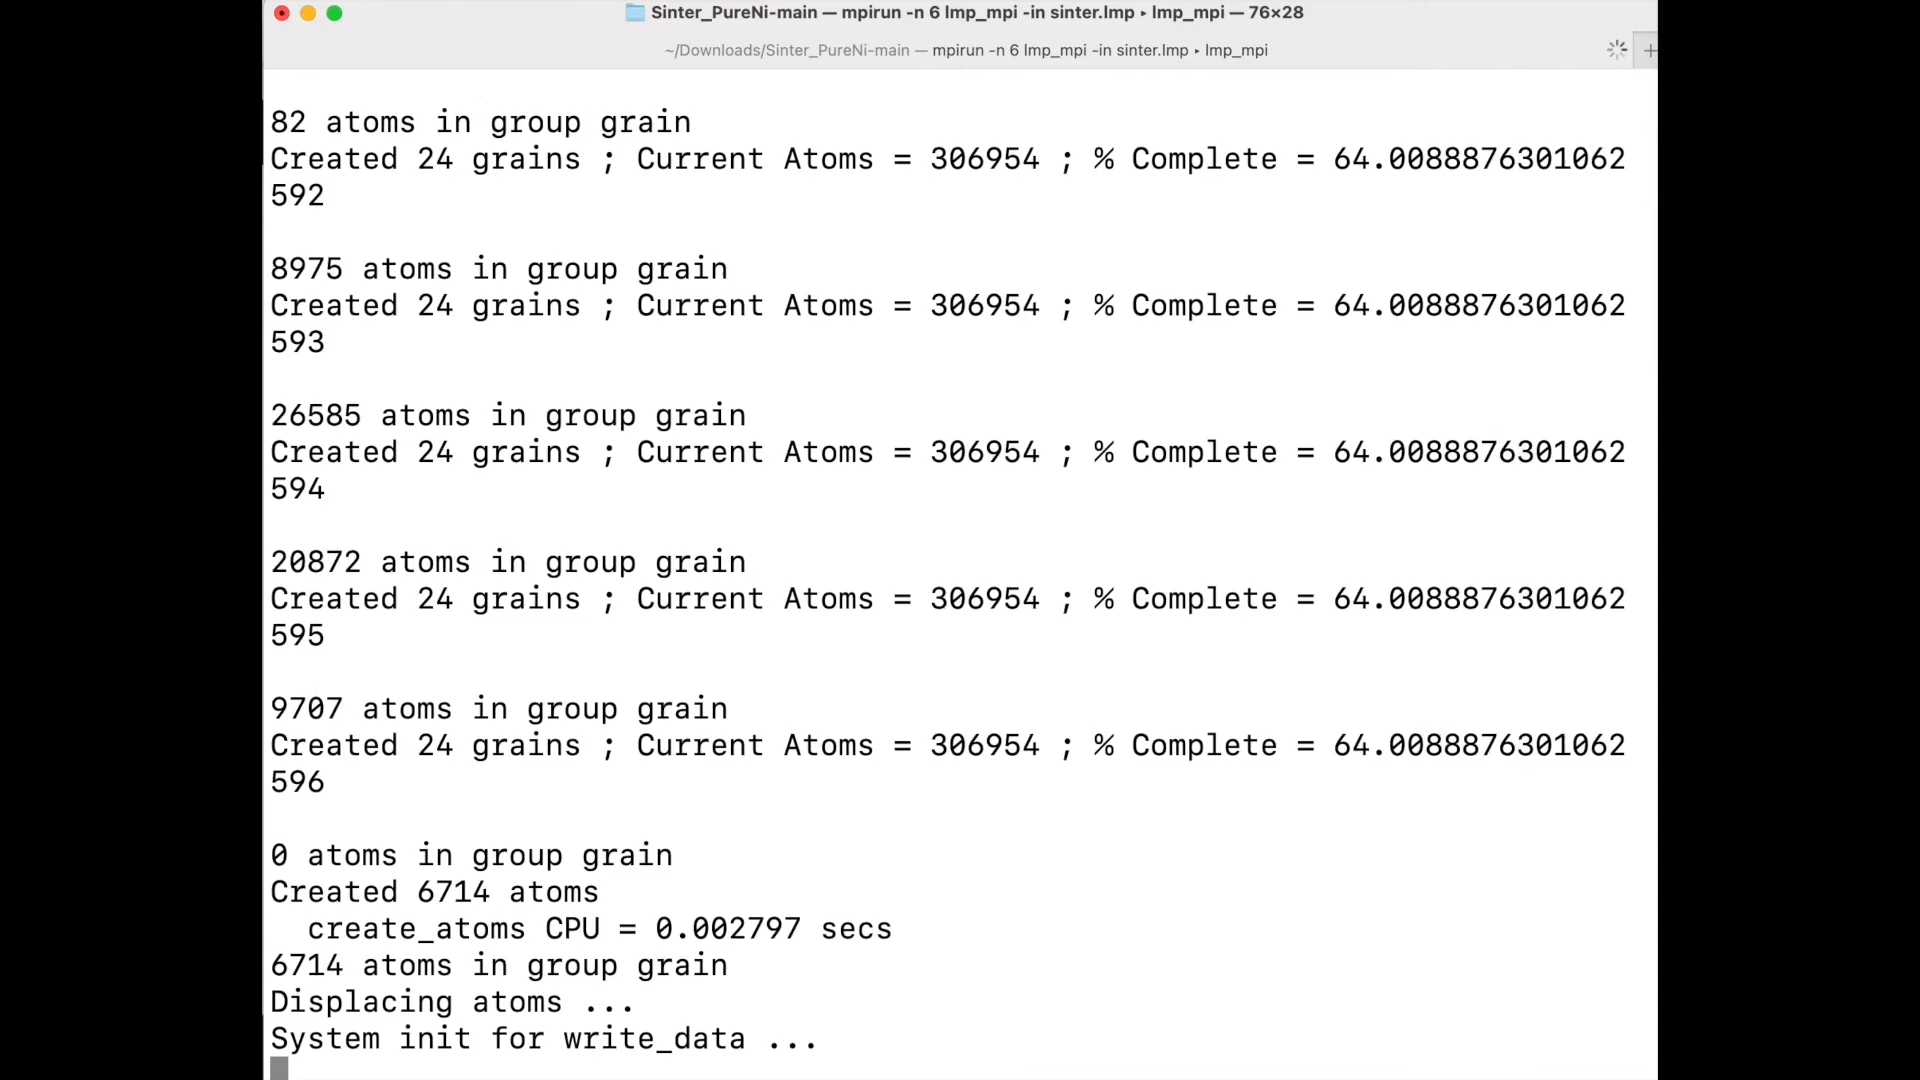 Sinter_PureNi-main — mpirun -n 6 lmp_mpi -in sinter.lmp ▸ lmp_mpi — 76×28
~/Downloads/Sinter_PureNi-main — mpirun -n 6 lmp_mpi -in sinter.lmp ▸ lmp_mpi
82 atoms in group grain
Created 24 grains ; Current Atoms = 306954 ; % Complete = 64.0088876301062
592
8975 atoms in group grain
Created 24 grains ; Current Atoms = 306954 ; % Complete = 64.0088876301062
593
26585 atoms in group grain
Created 24 grains ; Current Atoms = 306954 ; % Complete = 64.0088876301062
594
20872 atoms in group grain
Created 24 grains ; Current Atoms = 306954 ; % Complete = 64.0088876301062
595
9707 atoms in group grain
Created 24 grains ; Current Atoms = 306954 ; % Complete = 64.0088876301062
596
0 atoms in group grain
Created 6714 atoms
  create_atoms CPU = 0.002797 secs
6714 atoms in group grain
Displacing atoms ...
System init for write_data ...